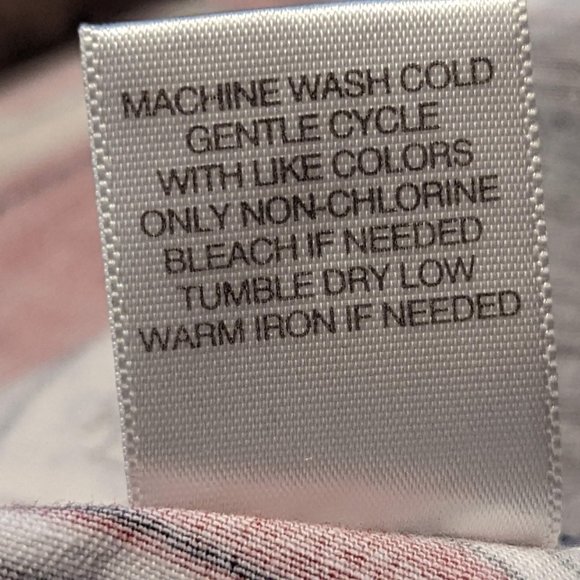 MACHINE WASH COLD
GENTLE CYCLE
WITH LIKE COLORS
ONLY NON-CHLORINE
BLEACH IF NEEDED
TUMBLE DRY LOW
WARM IRON IF NEEDED